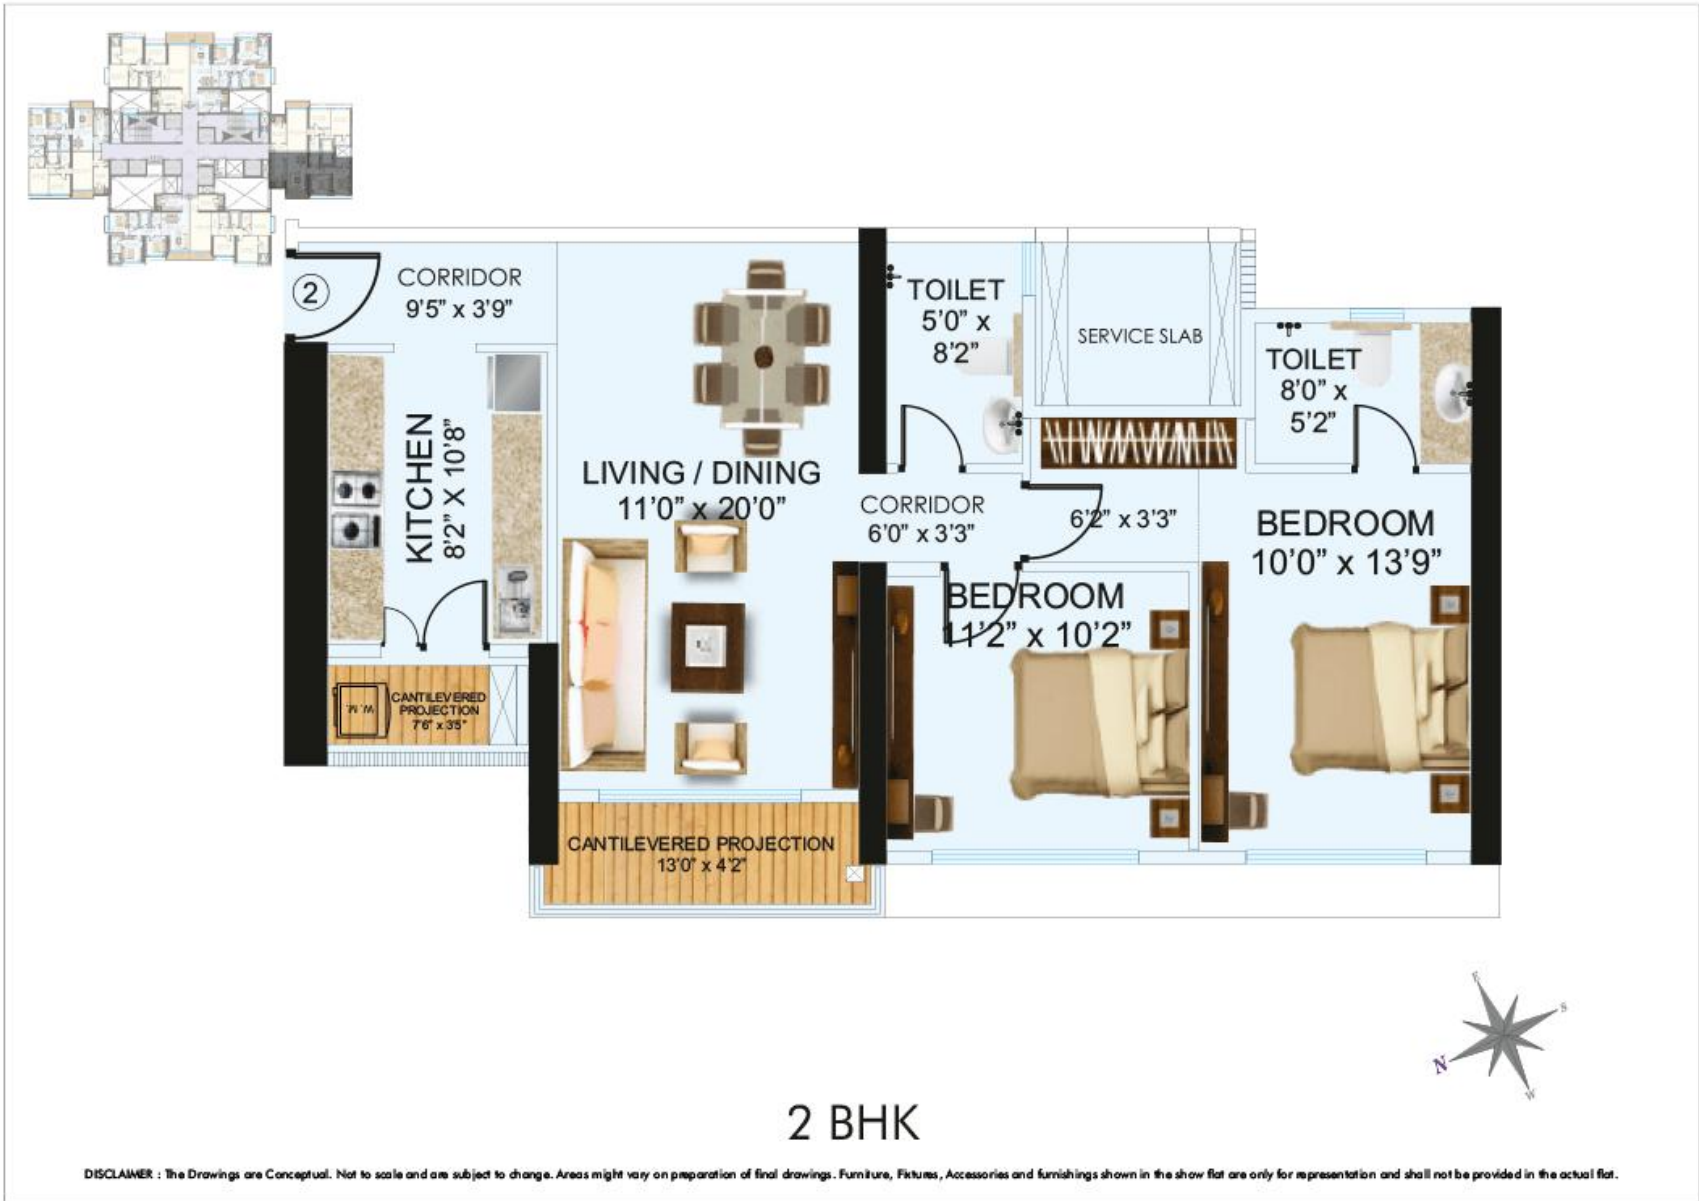 2
CORRIDOR
9'5" x 3'9"
TOILET
5'0" x
8'2"
SERVICE SLAB
TOILET
8'0" x
5'2"
KITCHEN
8'2" X 10'8"
LIVING / DINING
11'0" x 20'0"
CORRIDOR
6'0" x 3'3"
6'2" x 3'3"
BEDROOM
10'0" x 13'9"
BEDROOM
11'2" x 10'2"
W. M.
CANTILEVERED
PROJECTION
7'6" x 3'5"
CANTILEVERED PROJECTION
13'0" x 4'2"
E
S
N
W
2 BHK
DISCLAIMER : The Drawings are Conceptual. Not to scale and are subject to change. Areas might vary on preparation of final drawings. Furniture, Fixtures, Accessories and furnishings shown in the show flat are only for representation and shall not be provided in the actual flat.